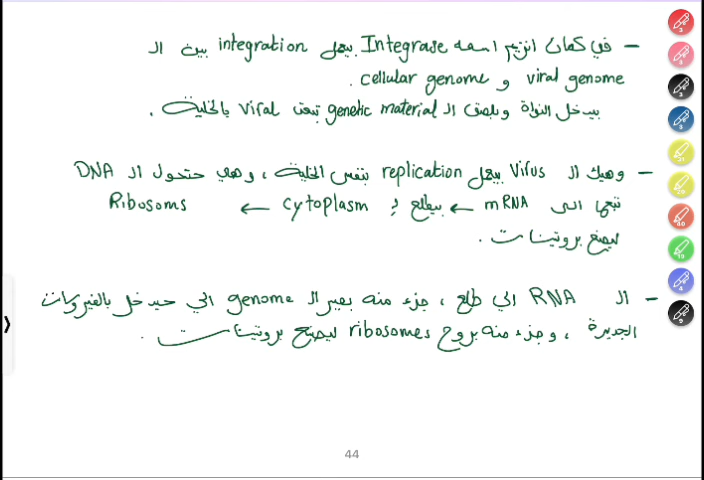 - في كمان انزيم اسمه Integrase بيعمل integration بين ال
viral genome و cellular genome .
بيدخل النواة وبلصق ال genetic material تبعت viral بالخلية .
- وهيك ال Virus بيعمل replication بنفس الخلية ، وهي حتحول ال DNA
تبعها الى mRNA ← بيطلع لـ cytoplasm ← Ribosoms
ليصنع بروتينات .
- ال RNA الي طلع ، جزء منه بصير ال genome الي حيدخل بالفيروسات
الجديدة ، وجزء منه بروح ribosomes ليصنع بروتينات .
44